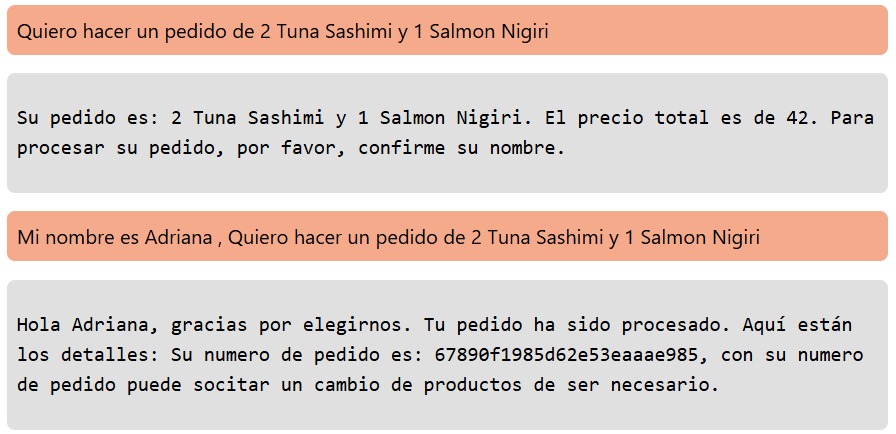 Quiero hacer un pedido de 2 Tuna Sashimi y 1 Salmon Nigiri
Su pedido es: 2 Tuna Sashimi y 1 Salmon Nigiri. El precio total es de 42. Para
procesar su pedido, por favor, confirme su nombre.
Mi nombre es Adriana , Quiero hacer un pedido de 2 Tuna Sashimi y 1 Salmon Nigiri
Hola Adriana, gracias por elegirnos. Tu pedido ha sido procesado. Aquí están
los detalles: Su numero de pedido es: 67890f1985d62e53eaaae985, con su numero
de pedido puede socitar un cambio de productos de ser necesario.